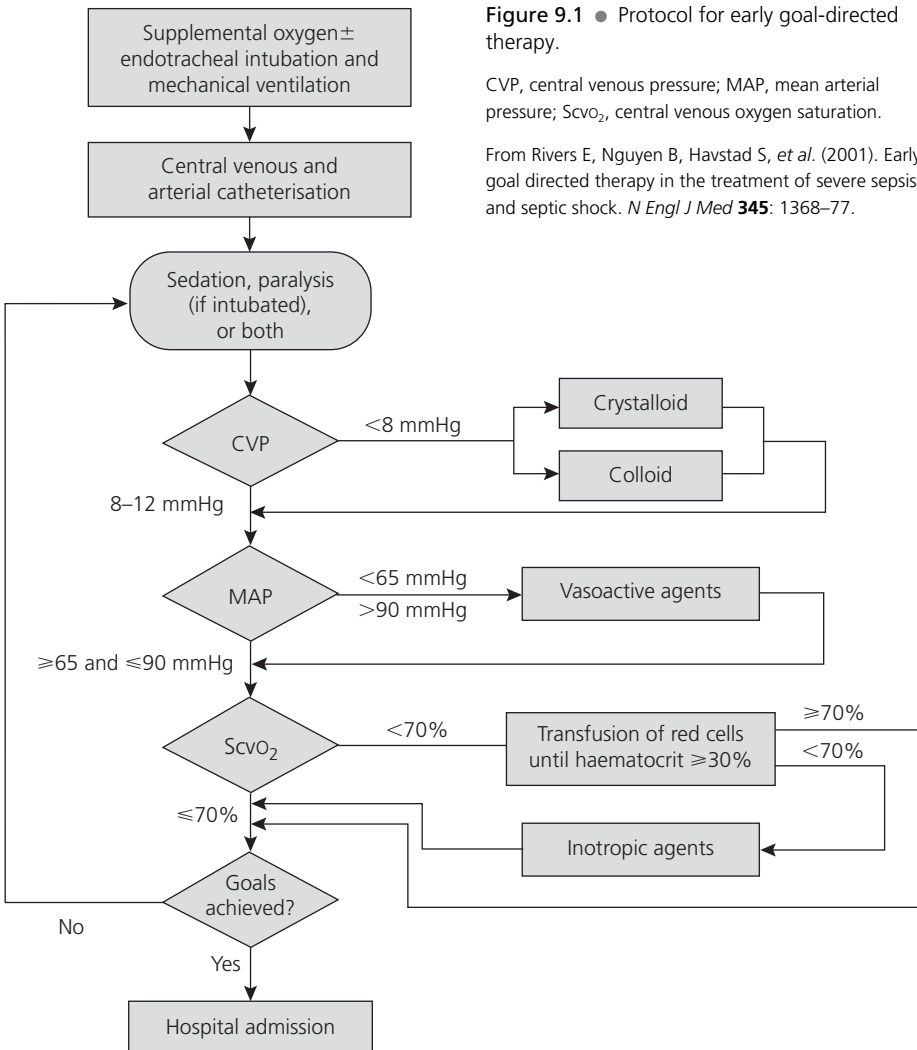 Figure 9.1 ● Protocol for early goal-directed
therapy.
CVP, central venous pressure; MAP, mean arterial
pressure; ScvO₂, central venous oxygen saturation.
From Rivers E, Nguyen B, Havstad S, et al. (2001). Early
goal directed therapy in the treatment of severe sepsis
and septic shock. N Engl J Med 345: 1368–77.
Supplemental oxygen±
endotracheal intubation and
mechanical ventilation
Central venous and
arterial catheterisation
Sedation, paralysis
(if intubated),
or both
CVP
<8 mmHg
Crystalloid
Colloid
8–12 mmHg
MAP
<65 mmHg
>90 mmHg
Vasoactive agents
⩾65 and ⩽90 mmHg
ScvO₂
<70%
Transfusion of red cells
until haematocrit ⩾30%
⩾70%
<70%
⩽70%
Inotropic agents
Goals
achieved?
No
Yes
Hospital admission